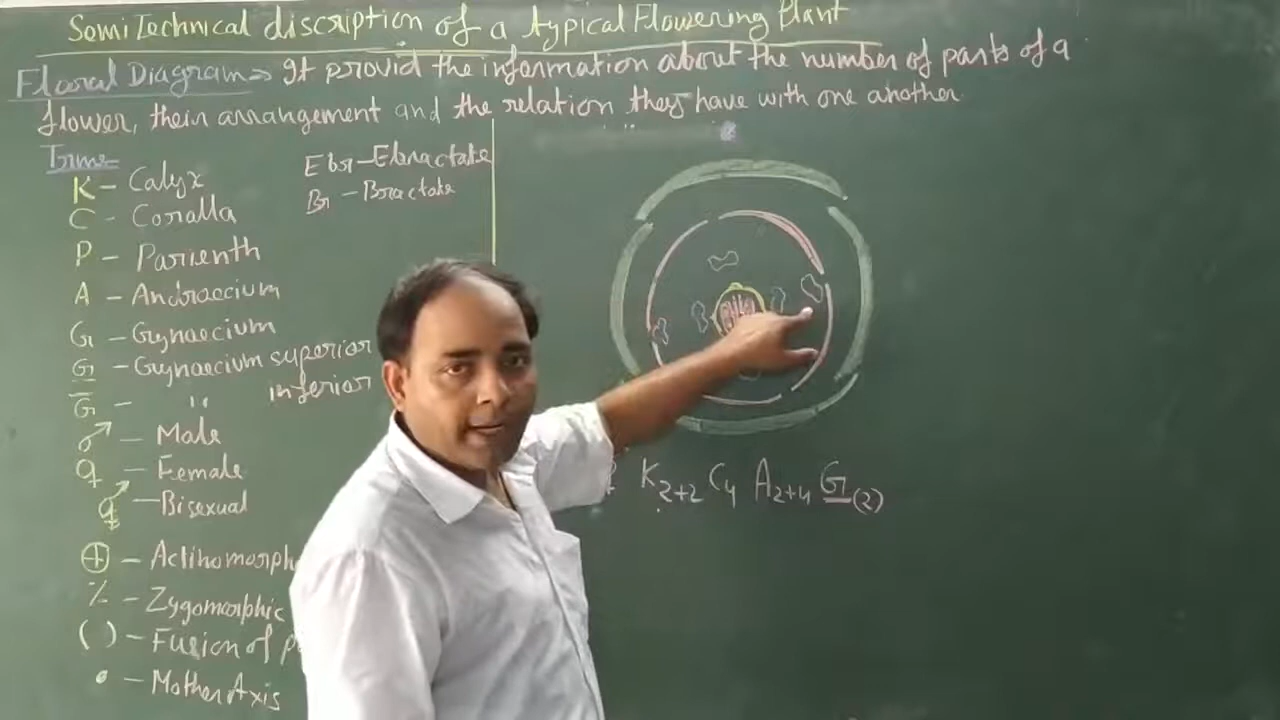 Semi Technical discription of a Typical Flowering Plant
Floral Diagram⇒ It provid the information about the number of parts of a
flower, their arrangement and the relation they have with one another
Terms
K – Calyx
C – Coralla
P – Parienth
A – Andraecium
G – Gynaecium
G̲ – Gynaecium superior
G̅ – " inferior
♂ – Male
♀ – Female
⚥ – Bisexual
⊕ – Actinomorph
% – Zygomorphic
( ) – Fusion of p
• – Mother Axis
Ebr – Ebractate
Br – Bractate
K₂₊₂ C₄ A₂₊₄ G̲₍₂₎